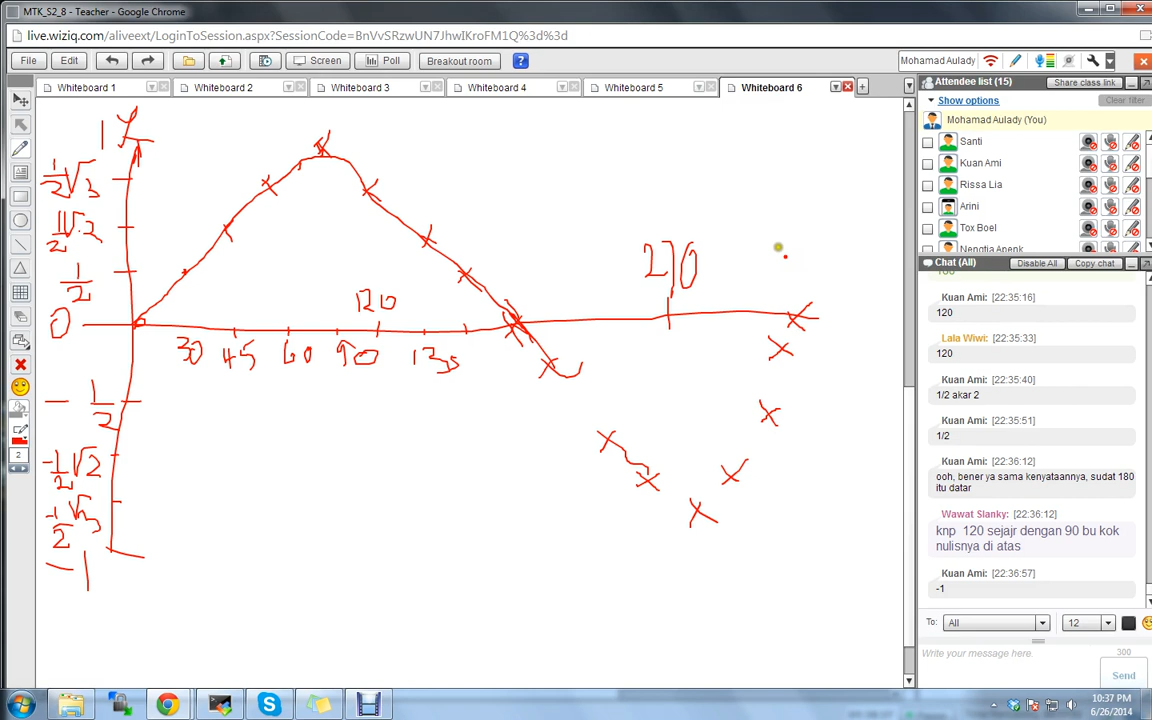 MTK_S2_8 - Teacher - Google Chrome
live.wiziq.com/aliveext/LoginToSession.aspx?SessionCode=BnVvSRzwUN7JhwIKroFM1Q%3d%3d
File Edit Screen Poll Breakout room ? Mohamad Aulady
Whiteboard 1 Whiteboard 2 Whiteboard 3 Whiteboard 4 Whiteboard 5 Whiteboard 6
Attendee list (15) Share class link
Show options Clear filter
Mohamad Aulady (You)
Santi
Kuan Ami
Rissa Lia
Arini
Tox Boel
Nengtia Apenk
Chat (All) Disable All Copy chat
Kuan Ami: [22:35:16]
120
Lala Wiwi: [22:35:33]
120
Kuan Ami: [22:35:40]
1/2 akar 2
Kuan Ami: [22:35:51]
1/2
Kuan Ami: [22:36:12]
ooh, bener ya sama kenyataannya, sudat 180
itu datar
Wawat Slanky: [22:36:12]
knp 120 sejajr dengan 90 bu kok
nulisnya di atas
Kuan Ami: [22:36:57]
-1
To: All 12
Write your message here. 300
Send
1 y
1/2 √3
1/2 √2
1/2
0
30 45 60 90 120 135 270
- 1/2
-1/2 √2
-1/2 √3
-1
2
10:37 PM
6/26/2014